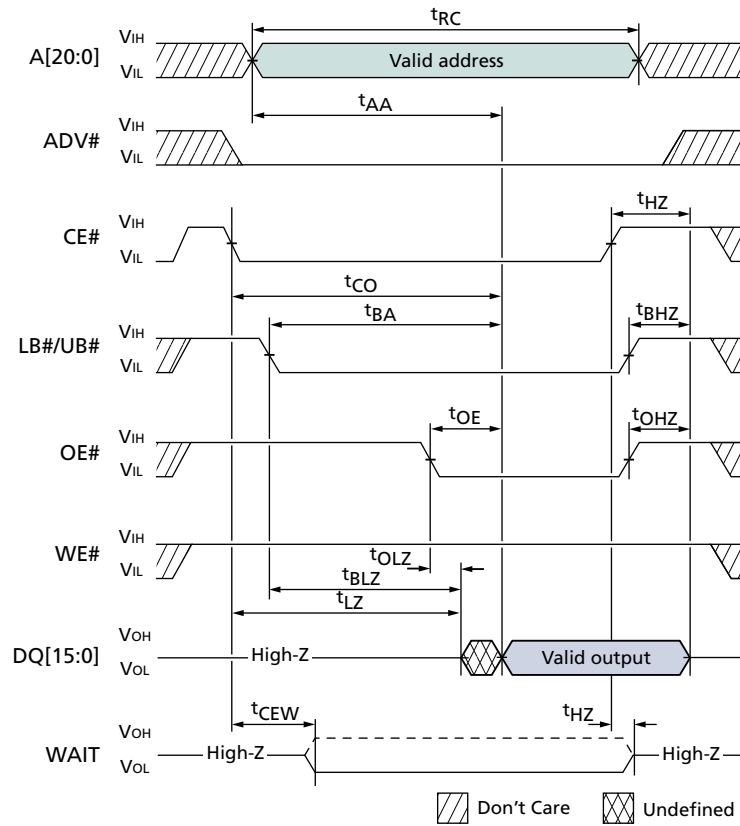 tRC
VIH
A[20:0]
Valid address
VIL
tAA
VIH
ADV#
VIL
tHZ
VIH
CE#
VIL
tCO
tBA
tBHZ
VIH
LB#/UB#
VIL
tOE
tOHZ
VIH
OE#
VIL
VIH
WE#
VIL
tOLZ
tBLZ
tLZ
VOH
DQ[15:0]
High-Z
Valid output
VOL
tCEW
tHZ
VOH
WAIT
High-Z
High-Z
VOL
Don't Care
Undefined